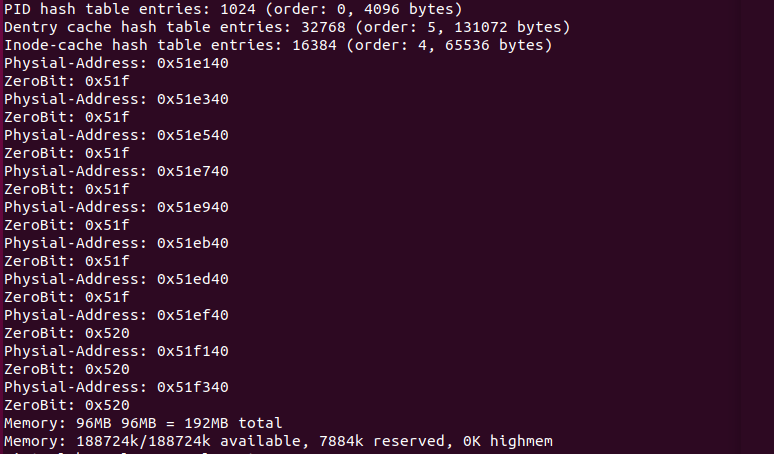 PID hash table entries: 1024 (order: 0, 4096 bytes)
Dentry cache hash table entries: 32768 (order: 5, 131072 bytes)
Inode-cache hash table entries: 16384 (order: 4, 65536 bytes)
Physial-Address: 0x51e140
ZeroBit: 0x51f
Physial-Address: 0x51e340
ZeroBit: 0x51f
Physial-Address: 0x51e540
ZeroBit: 0x51f
Physial-Address: 0x51e740
ZeroBit: 0x51f
Physial-Address: 0x51e940
ZeroBit: 0x51f
Physial-Address: 0x51eb40
ZeroBit: 0x51f
Physial-Address: 0x51ed40
ZeroBit: 0x51f
Physial-Address: 0x51ef40
ZeroBit: 0x520
Physial-Address: 0x51f140
ZeroBit: 0x520
Physial-Address: 0x51f340
ZeroBit: 0x520
Memory: 96MB 96MB = 192MB total
Memory: 188724k/188724k available, 7884k reserved, 0K highmem